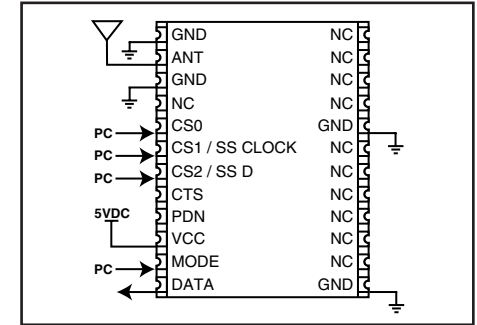 GND NC
ANT NC
GND NC
NC NC
PC CS0 GND
PC CS1 / SS CLOCK NC
PC CS2 / SS D NC
CTS NC
5VDC PDN NC
VCC NC
PC MODE NC
DATA GND